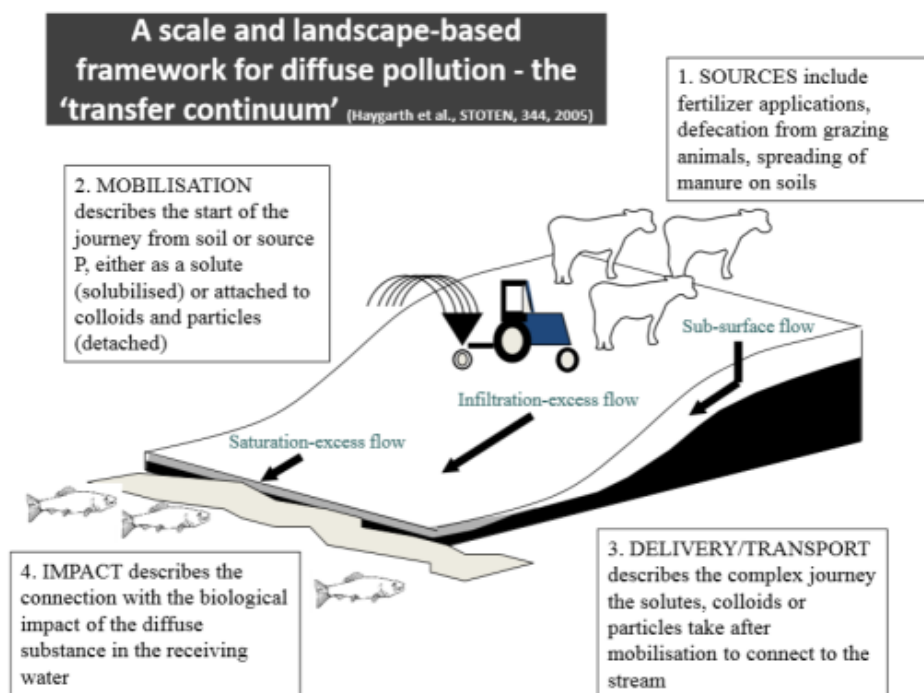 A scale and landscape-based
framework for diffuse pollution - the
‘transfer continuum’ (Haygarth et al., STOTEN, 344, 2005)
1. SOURCES include
fertilizer applications,
defecation from grazing
animals, spreading of
manure on soils
2. MOBILISATION
describes the start of the
journey from soil or source
P, either as a solute
(solubilised) or attached to
colloids and particles
(detached)
Sub-surface flow
Infiltration-excess flow
Saturation-excess flow
3. DELIVERY/TRANSPORT
describes the complex journey
the solutes, colloids or
particles take after
mobilisation to connect to the
stream
4. IMPACT describes the
connection with the biological
impact of the diffuse
substance in the receiving
water